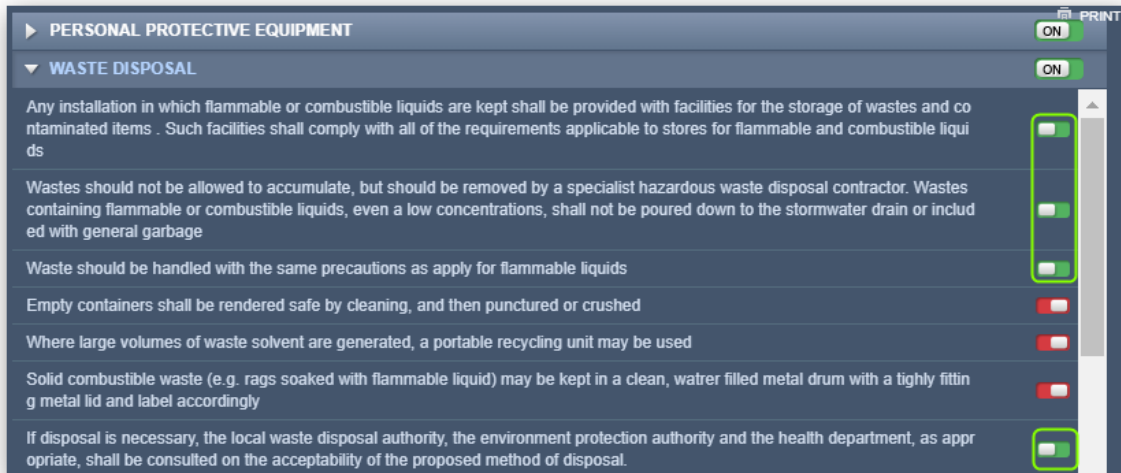 PRINT
PERSONAL PROTECTIVE EQUIPMENT ON
WASTE DISPOSAL ON
Any installation in which flammable or combustible liquids are kept shall be provided with facilities for the storage of wastes and co
ntaminated items . Such facilities shall comply with all of the requirements applicable to stores for flammable and combustible liqui
ds
Wastes should not be allowed to accumulate, but should be removed by a specialist hazardous waste disposal contractor. Wastes
containing flammable or combustible liquids, even a low concentrations, shall not be poured down to the stormwater drain or includ
ed with general garbage
Waste should be handled with the same precautions as apply for flammable liquids
Empty containers shall be rendered safe by cleaning, and then punctured or crushed
Where large volumes of waste solvent are generated, a portable recycling unit may be used
Solid combustible waste (e.g. rags soaked with flammable liquid) may be kept in a clean, watrer filled metal drum with a tighly fittin
g metal lid and label accordingly
If disposal is necessary, the local waste disposal authority, the environment protection authority and the health department, as appr
opriate, shall be consulted on the acceptability of the proposed method of disposal.